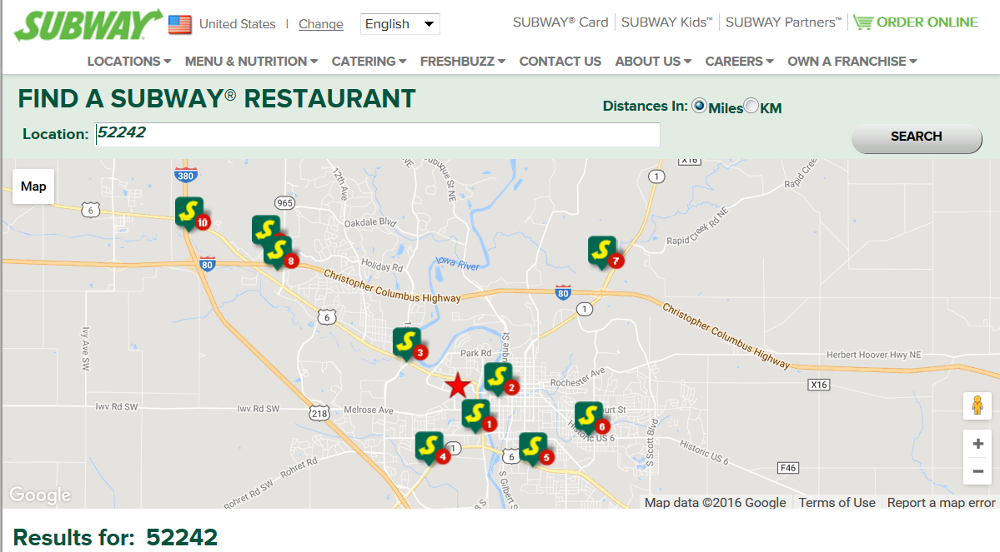 SUBWAY
United States | Change English
SUBWAY® Card SUBWAY Kids™ SUBWAY Partners™ ORDER ONLINE
LOCATIONS MENU & NUTRITION CATERING FRESHBUZZ CONTACT US ABOUT US CAREERS OWN A FRANCHISE
FIND A SUBWAY® RESTAURANT
Distances In: Miles KM
Location: 52242
SEARCH
Map
380
6
965
12th Ave
Oakdale Blvd
10
8
80
Holiday Rd
Iowa River
Christopher Columbus Highway
X16
1
Rapid Creek Rd NE
7
80
1
6
Christopher Columbus Highway
Ivy Ave SW
3
Park Rd
Herbert Hoover Hwy NE
2
Rochester Ave
X16
Iwv Rd SW
Iwv Rd SW
218
Melrose Ave
1
6
Historic US 6
4
1
6
5
S Scott Blvd
Historic US 6
F46
Rohret Rd SW
Rohret Rd
S Gilbert
Google
Map data ©2016 Google Terms of Use Report a map error
Results for: 52242